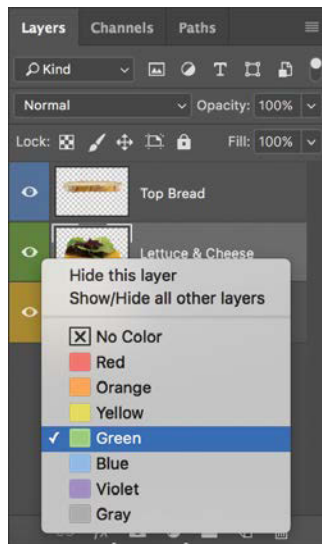 Layers Channels Paths
Kind
Normal Opacity: 100%
Lock: Fill: 100%
Top Bread
Lettuce & Cheese
Hide this layer
Show/Hide all other layers
No Color
Red
Orange
Yellow
Green
Blue
Violet
Gray